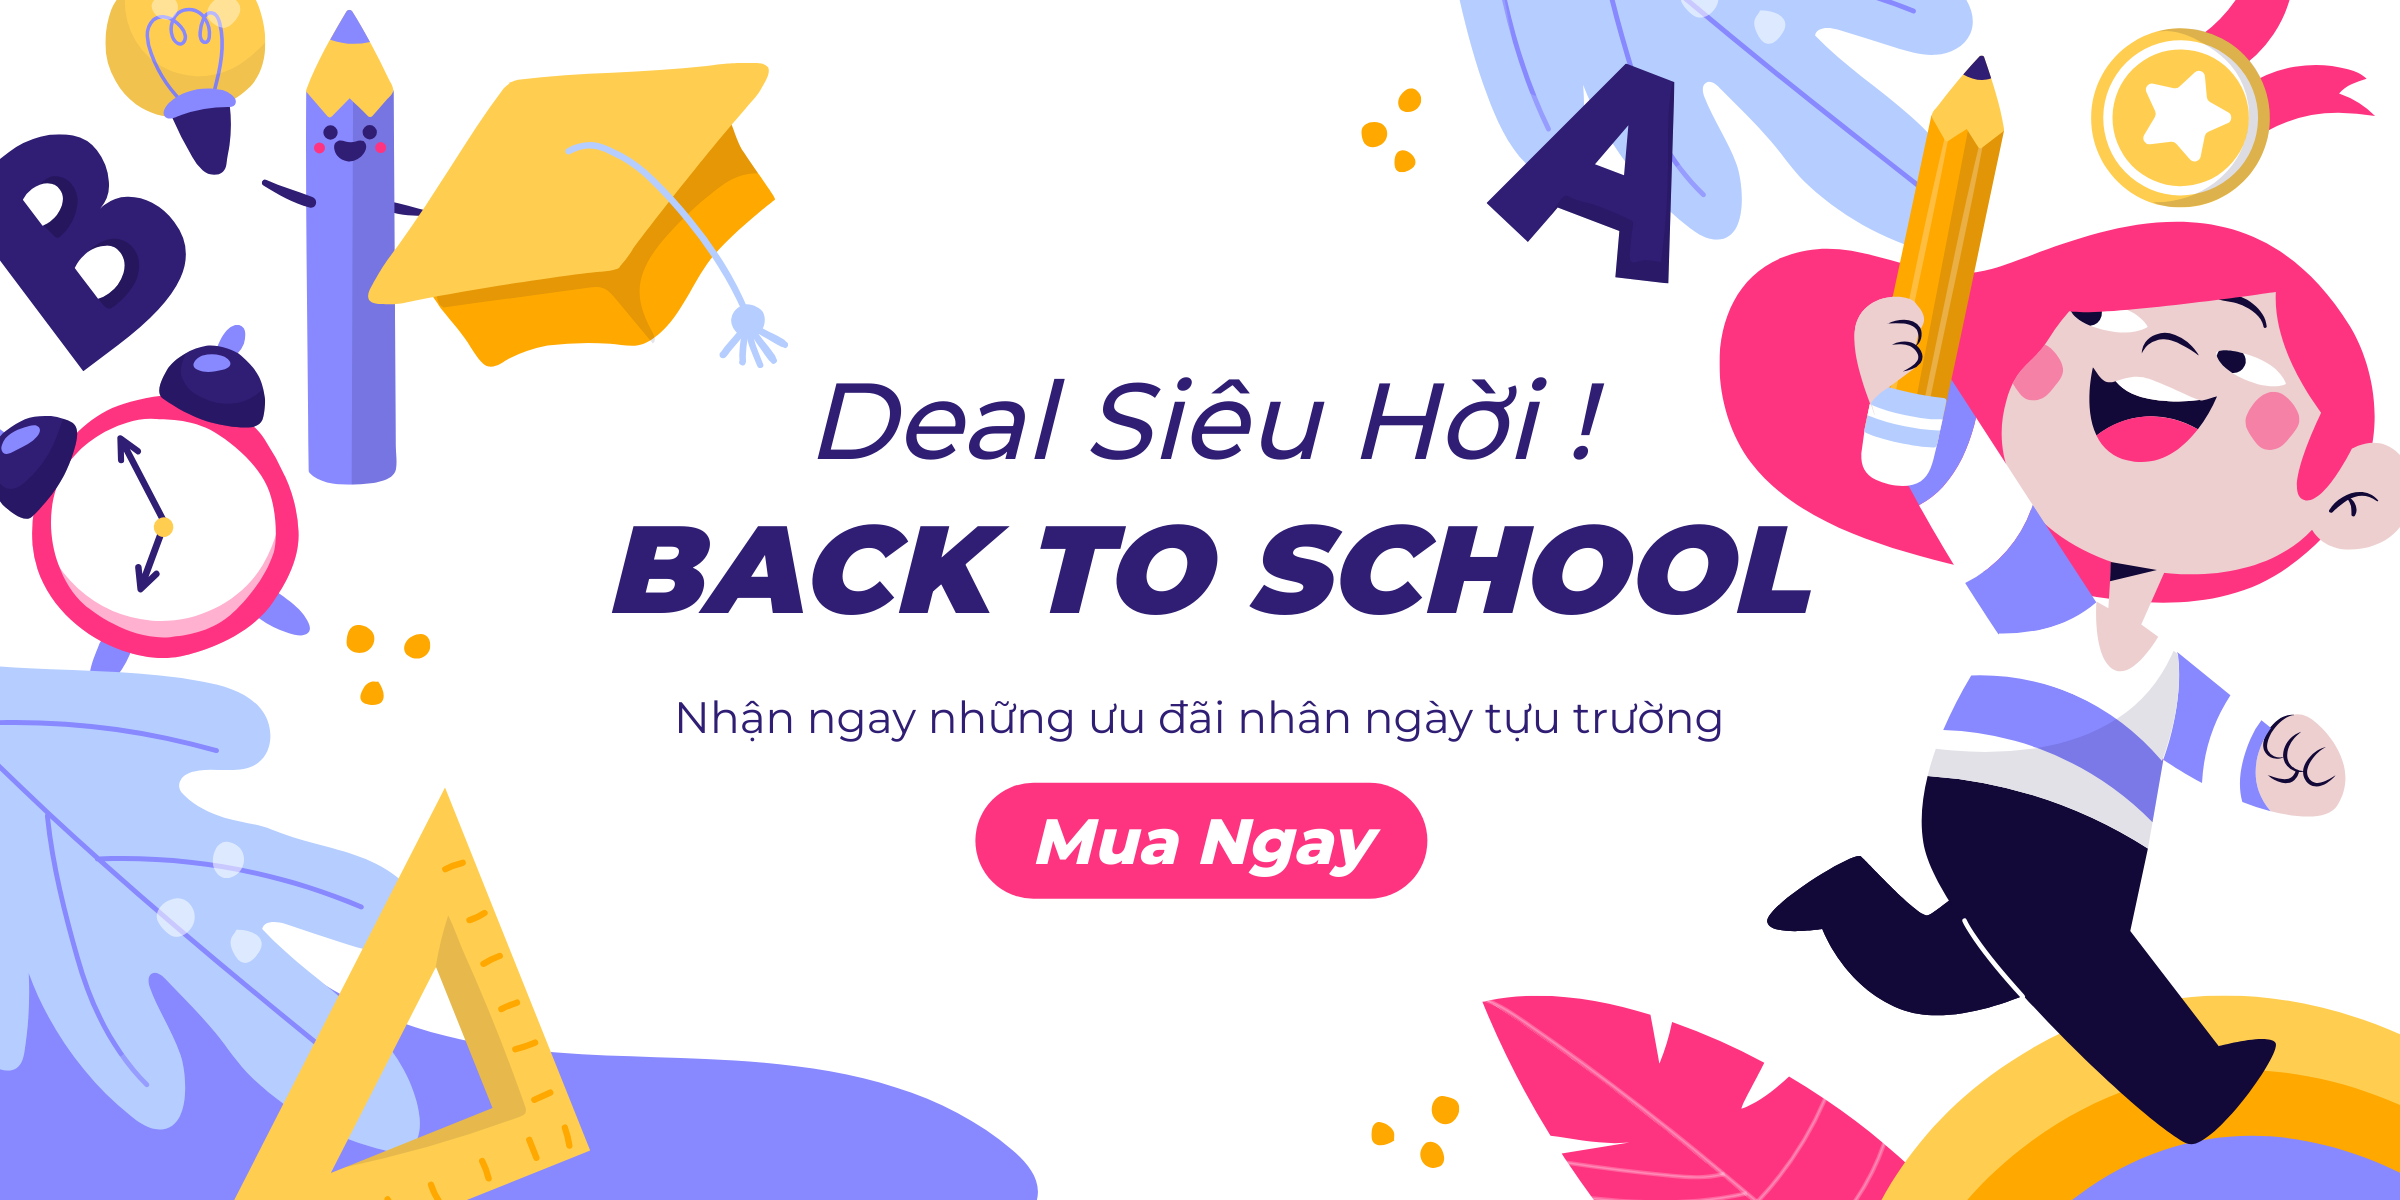 B
A
Deal Siêu Hời !
BACK TO SCHOOL
Nhận ngay những ưu đãi nhân ngày tựu trường
Mua Ngay